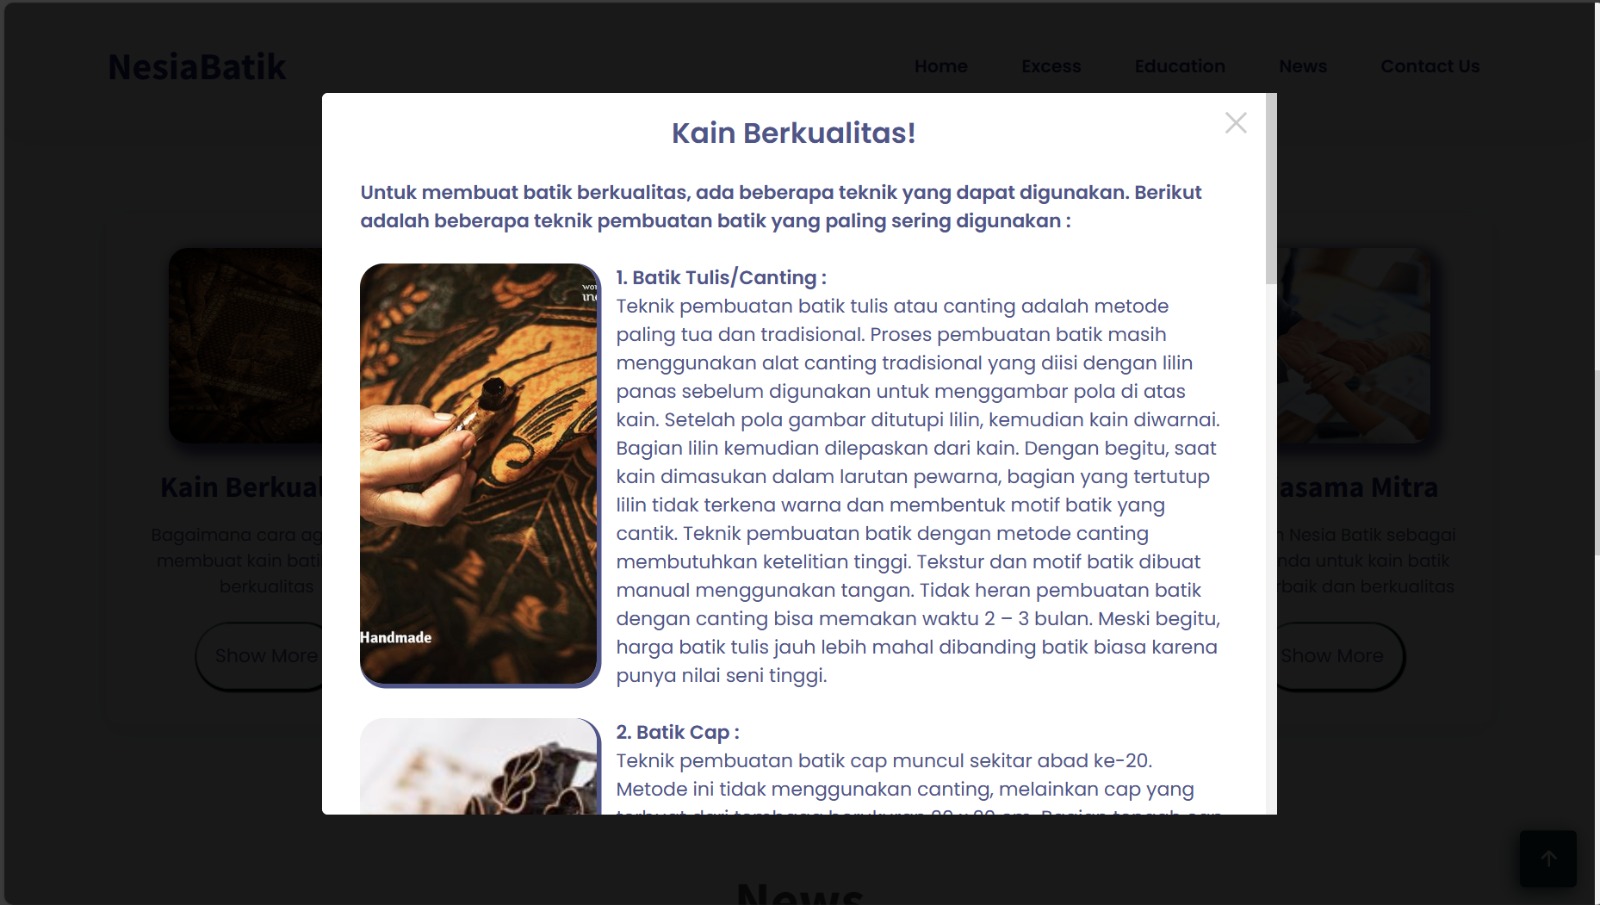 NesiaBatik
Home Excess Education News Contact Us
Kain Berkualitas!
Untuk membuat batik berkualitas, ada beberapa teknik yang dapat digunakan. Berikut
adalah beberapa teknik pembuatan batik yang paling sering digunakan :
1. Batik Tulis/Canting :
Teknik pembuatan batik tulis atau canting adalah metode
paling tua dan tradisional. Proses pembuatan batik masih
menggunakan alat canting tradisional yang diisi dengan lilin
panas sebelum digunakan untuk menggambar pola di atas
kain. Setelah pola gambar ditutupi lilin, kemudian kain diwarnai.
Bagian lilin kemudian dilepaskan dari kain. Dengan begitu, saat
kain dimasukan dalam larutan pewarna, bagian yang tertutup
lilin tidak terkena warna dan membentuk motif batik yang
cantik. Teknik pembuatan batik dengan metode canting
membutuhkan ketelitian tinggi. Tekstur dan motif batik dibuat
manual menggunakan tangan. Tidak heran pembuatan batik
dengan canting bisa memakan waktu 2 – 3 bulan. Meski begitu,
harga batik tulis jauh lebih mahal dibanding batik biasa karena
punya nilai seni tinggi.
Handmade
2. Batik Cap :
Teknik pembuatan batik cap muncul sekitar abad ke-20.
Metode ini tidak menggunakan canting, melainkan cap yang
Kain Berkual
Bagaimana cara ag
membuat kain bati
berkualitas
Show More
asama Mitra
n Nesia Batik sebagai
nda untuk kain batik
rbaik dan berkualitas
Show More
News